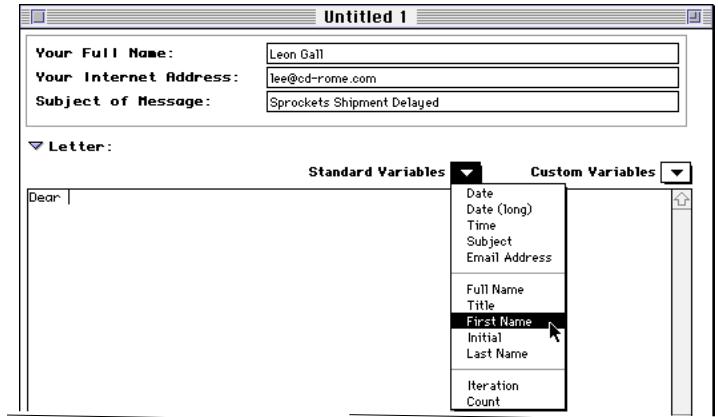 Untitled 1
Your Full Name: Leon Gall
Your Internet Address: lee@cd-rome.com
Subject of Message: Sprockets Shipment Delayed
Letter:
Standard Variables Custom Variables
Dear
Date
Date (long)
Time
Subject
Email Address
Full Name
Title
First Name
Initial
Last Name
Iteration
Count